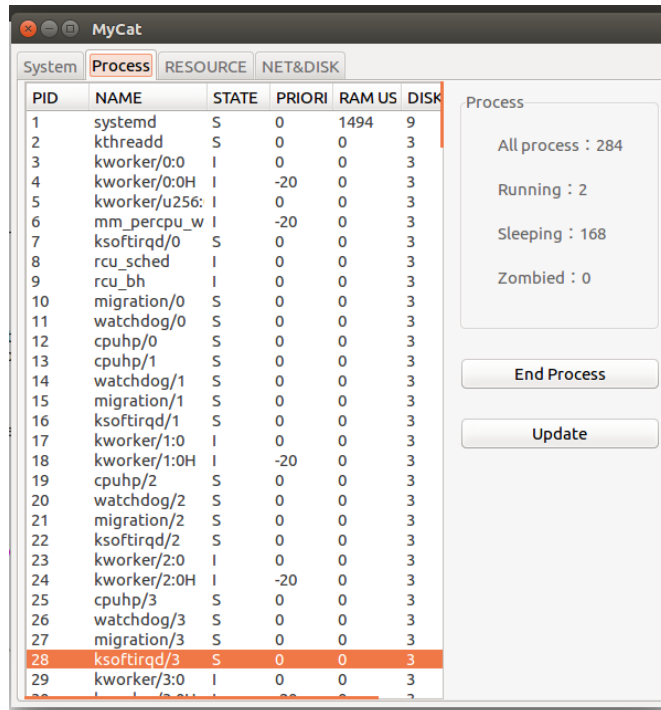 MyCat
System Process RESOURCE NET&DISK
PID NAME STATE PRIORI RAM US DISK
1 systemd S 0 1494 9
2 kthreadd S 0 0 3
3 kworker/0:0 I 0 0 3
4 kworker/0:0H I -20 0 3
5 kworker/u256: I 0 0 3
6 mm_percpu_w I -20 0 3
7 ksoftirqd/0 S 0 0 3
8 rcu_sched I 0 0 3
9 rcu_bh I 0 0 3
10 migration/0 S 0 0 3
11 watchdog/0 S 0 0 3
12 cpuhp/0 S 0 0 3
13 cpuhp/1 S 0 0 3
14 watchdog/1 S 0 0 3
15 migration/1 S 0 0 3
16 ksoftirqd/1 S 0 0 3
17 kworker/1:0 I 0 0 3
18 kworker/1:0H I -20 0 3
19 cpuhp/2 S 0 0 3
20 watchdog/2 S 0 0 3
21 migration/2 S 0 0 3
22 ksoftirqd/2 S 0 0 3
23 kworker/2:0 I 0 0 3
24 kworker/2:0H I -20 0 3
25 cpuhp/3 S 0 0 3
26 watchdog/3 S 0 0 3
27 migration/3 S 0 0 3
28 ksoftirqd/3 S 0 0 3
29 kworker/3:0 I 0 0 3
Process
All process：284
Running：2
Sleeping：168
Zombied：0
End Process
Update